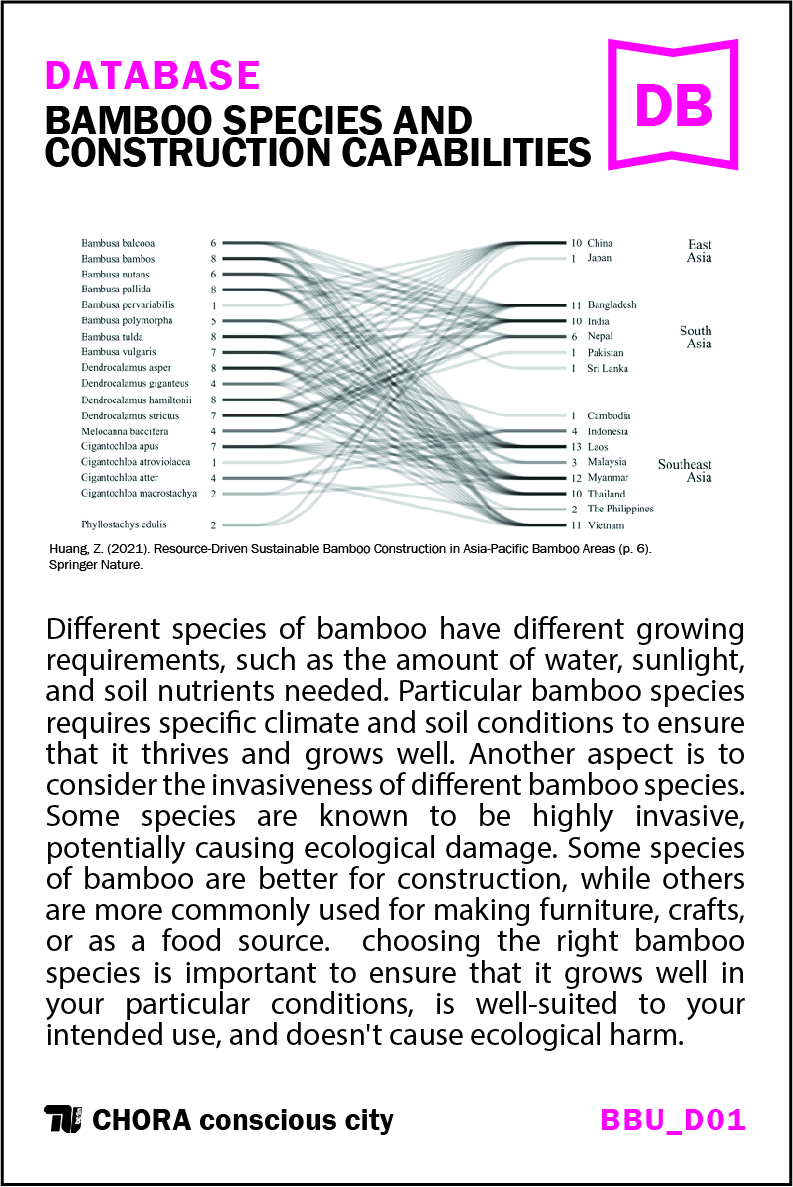 DATABASE
BAMBOO SPECIES AND
CONSTRUCTION CAPABILITIES
DB
Bambusa balcooa 6
Bambusa bambos 8
Bambusa nutans 6
Bambusa pallida 8
Bambusa pervariabilis 1
Bambusa polymorpha 5
Bambusa tulda 8
Bambusa vulgaris 7
Dendrocalamus asper 8
Dendrocalamus giganteus 4
Dendrocalamus hamiltonii 8
Dendrocalamus strictus 7
Melocanna baccifera 4
Gigantochloa apus 7
Gigantochloa atroviolacea 1
Gigantochloa atter 4
Gigantochloa macrostachya 2
Phyllostachys edulis 2
10 China
1 Japan
East
Asia
11 Bangladesh
10 India
6 Nepal
1 Pakistan
1 Sri Lanka
South
Asia
1 Cambodia
4 Indonesia
13 Laos
3 Malaysia
12 Myanmar
10 Thailand
2 The Philippines
11 Vietnam
Southeast
Asia
Huang, Z. (2021). Resource-Driven Sustainable Bamboo Construction in Asia-Pacific Bamboo Areas (p. 6).
Springer Nature.
Different species of bamboo have different growing
requirements, such as the amount of water, sunlight,
and soil nutrients needed. Particular bamboo species
requires specific climate and soil conditions to ensure
that it thrives and grows well. Another aspect is to
consider the invasiveness of different bamboo species.
Some species are known to be highly invasive,
potentially causing ecological damage. Some species
of bamboo are better for construction, while others
are more commonly used for making furniture, crafts,
or as a food source.  choosing the right bamboo
species is important to ensure that it grows well in
your particular conditions, is well-suited to your
intended use, and doesn't cause ecological harm.
CHORA conscious city
BBU_D01